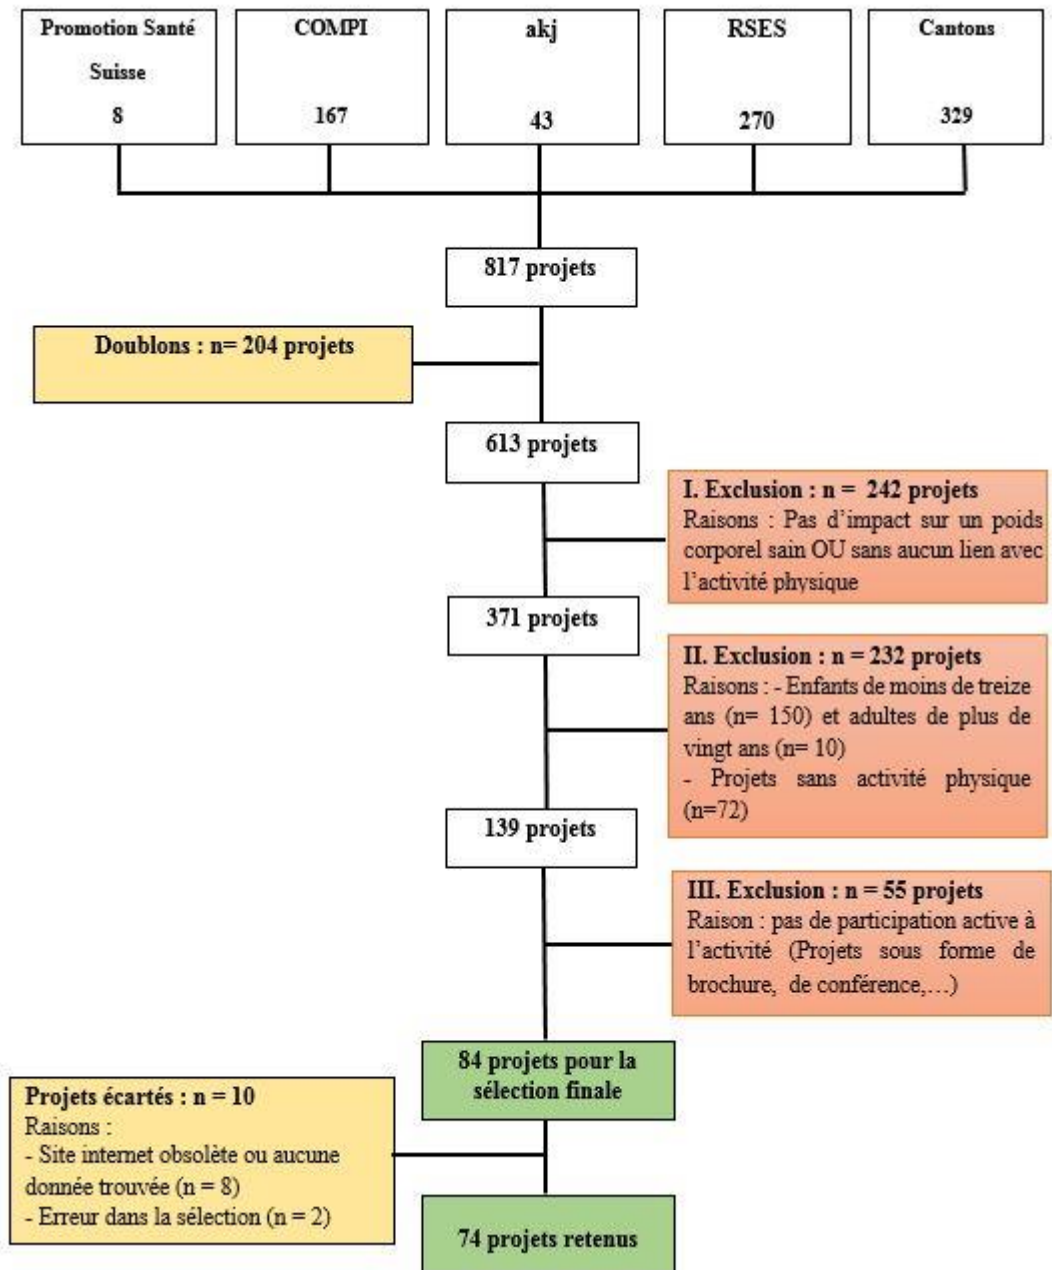 Promotion Santé
Suisse
8
COMPI
167
akj
43
RSES
270
Cantons
329
817 projets
Doublons : n= 204 projets
613 projets
I. Exclusion : n = 242 projets
Raisons : Pas d’impact sur un poids
corporel sain OU sans aucun lien avec
l’activité physique
371 projets
II. Exclusion : n = 232 projets
Raisons : - Enfants de moins de treize
ans (n= 150) et adultes de plus de
vingt ans (n= 10)
- Projets sans activité physique
(n=72)
139 projets
III. Exclusion : n = 55 projets
Raison : pas de participation active à
l’activité (Projets sous forme de
brochure, de conférence,…)
84 projets pour la
sélection finale
Projets écartés : n = 10
Raisons :
- Site internet obsolète ou aucune
donnée trouvée (n = 8)
- Erreur dans la sélection (n = 2)
74 projets retenus